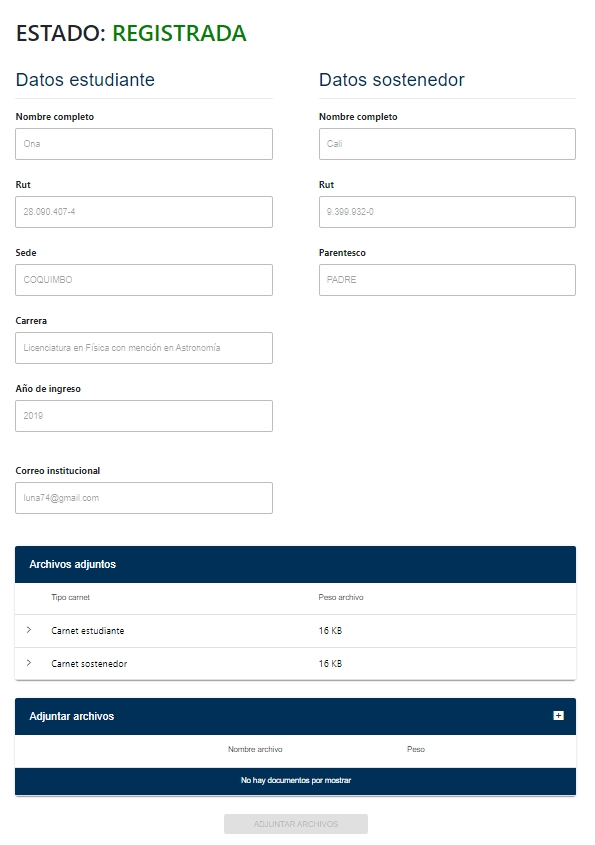 ESTADO: REGISTRADA
Datos estudiante
Nombre completo
Ona
Rut
28.090.407-4
Sede
COQUIMBO
Carrera
Licenciatura en Física con mención en Astronomía
Año de ingreso
2019
Correo institucional
luna74@gmail.com
Datos sostenedor
Nombre completo
Cali
Rut
9.399.932-0
Parentesco
PADRE
Archivos adjuntos
Tipo carnet Peso archivo
Carnet estudiante 16 KB
Carnet sostenedor 16 KB
Adjuntar archivos
Nombre archivo Peso
No hay documentos por mostrar
ADJUNTAR ARCHIVOS